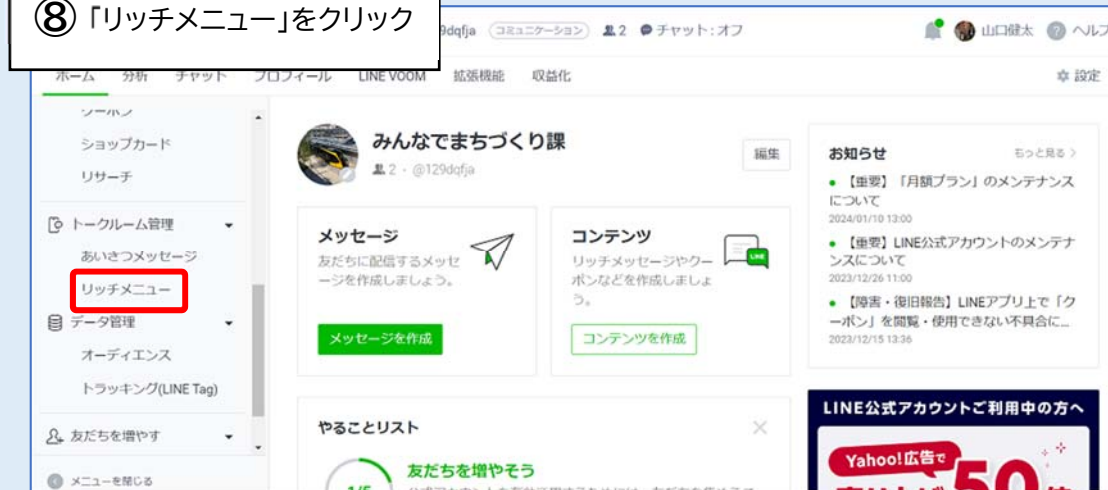 ⑧「リッチメニュー」をクリック
9dqfja コミュニケーション 2 チャット:オフ
山口健太 ヘルプ
ホーム 分析 チャット プロフィール LINE VOOM 拡張機能 収益化
設定
クーポン
ショップカード
リサーチ
トークルーム管理
あいさつメッセージ
リッチメニュー
データ管理
オーディエンス
トラッキング(LINE Tag)
友だちを増やす
メニューを閉じる
みんなでまちづくり課
2・@129dqfja
編集
メッセージ
友だちに配信するメッセ
ージを作成しましょう。
メッセージを作成
コンテンツ
リッチメッセージやクー
ポンなどを作成しましょ
う。
LINE
コンテンツを作成
やることリスト
1/5
友だちを増やそう
お知らせ
もっと見る
【重要】「月額プラン」のメンテナンス
について
2024/01/10 13:00
【重要】LINE公式アカウントのメンテナ
ンスについて
2023/12/26 11:00
【障害・復旧報告】LINEアプリ上で「ク
ーポン」を閲覧・使用できない不具合に...
2023/12/15 13:36
LINE公式アカウントご利用中の方へ
Yahoo!広告で
50